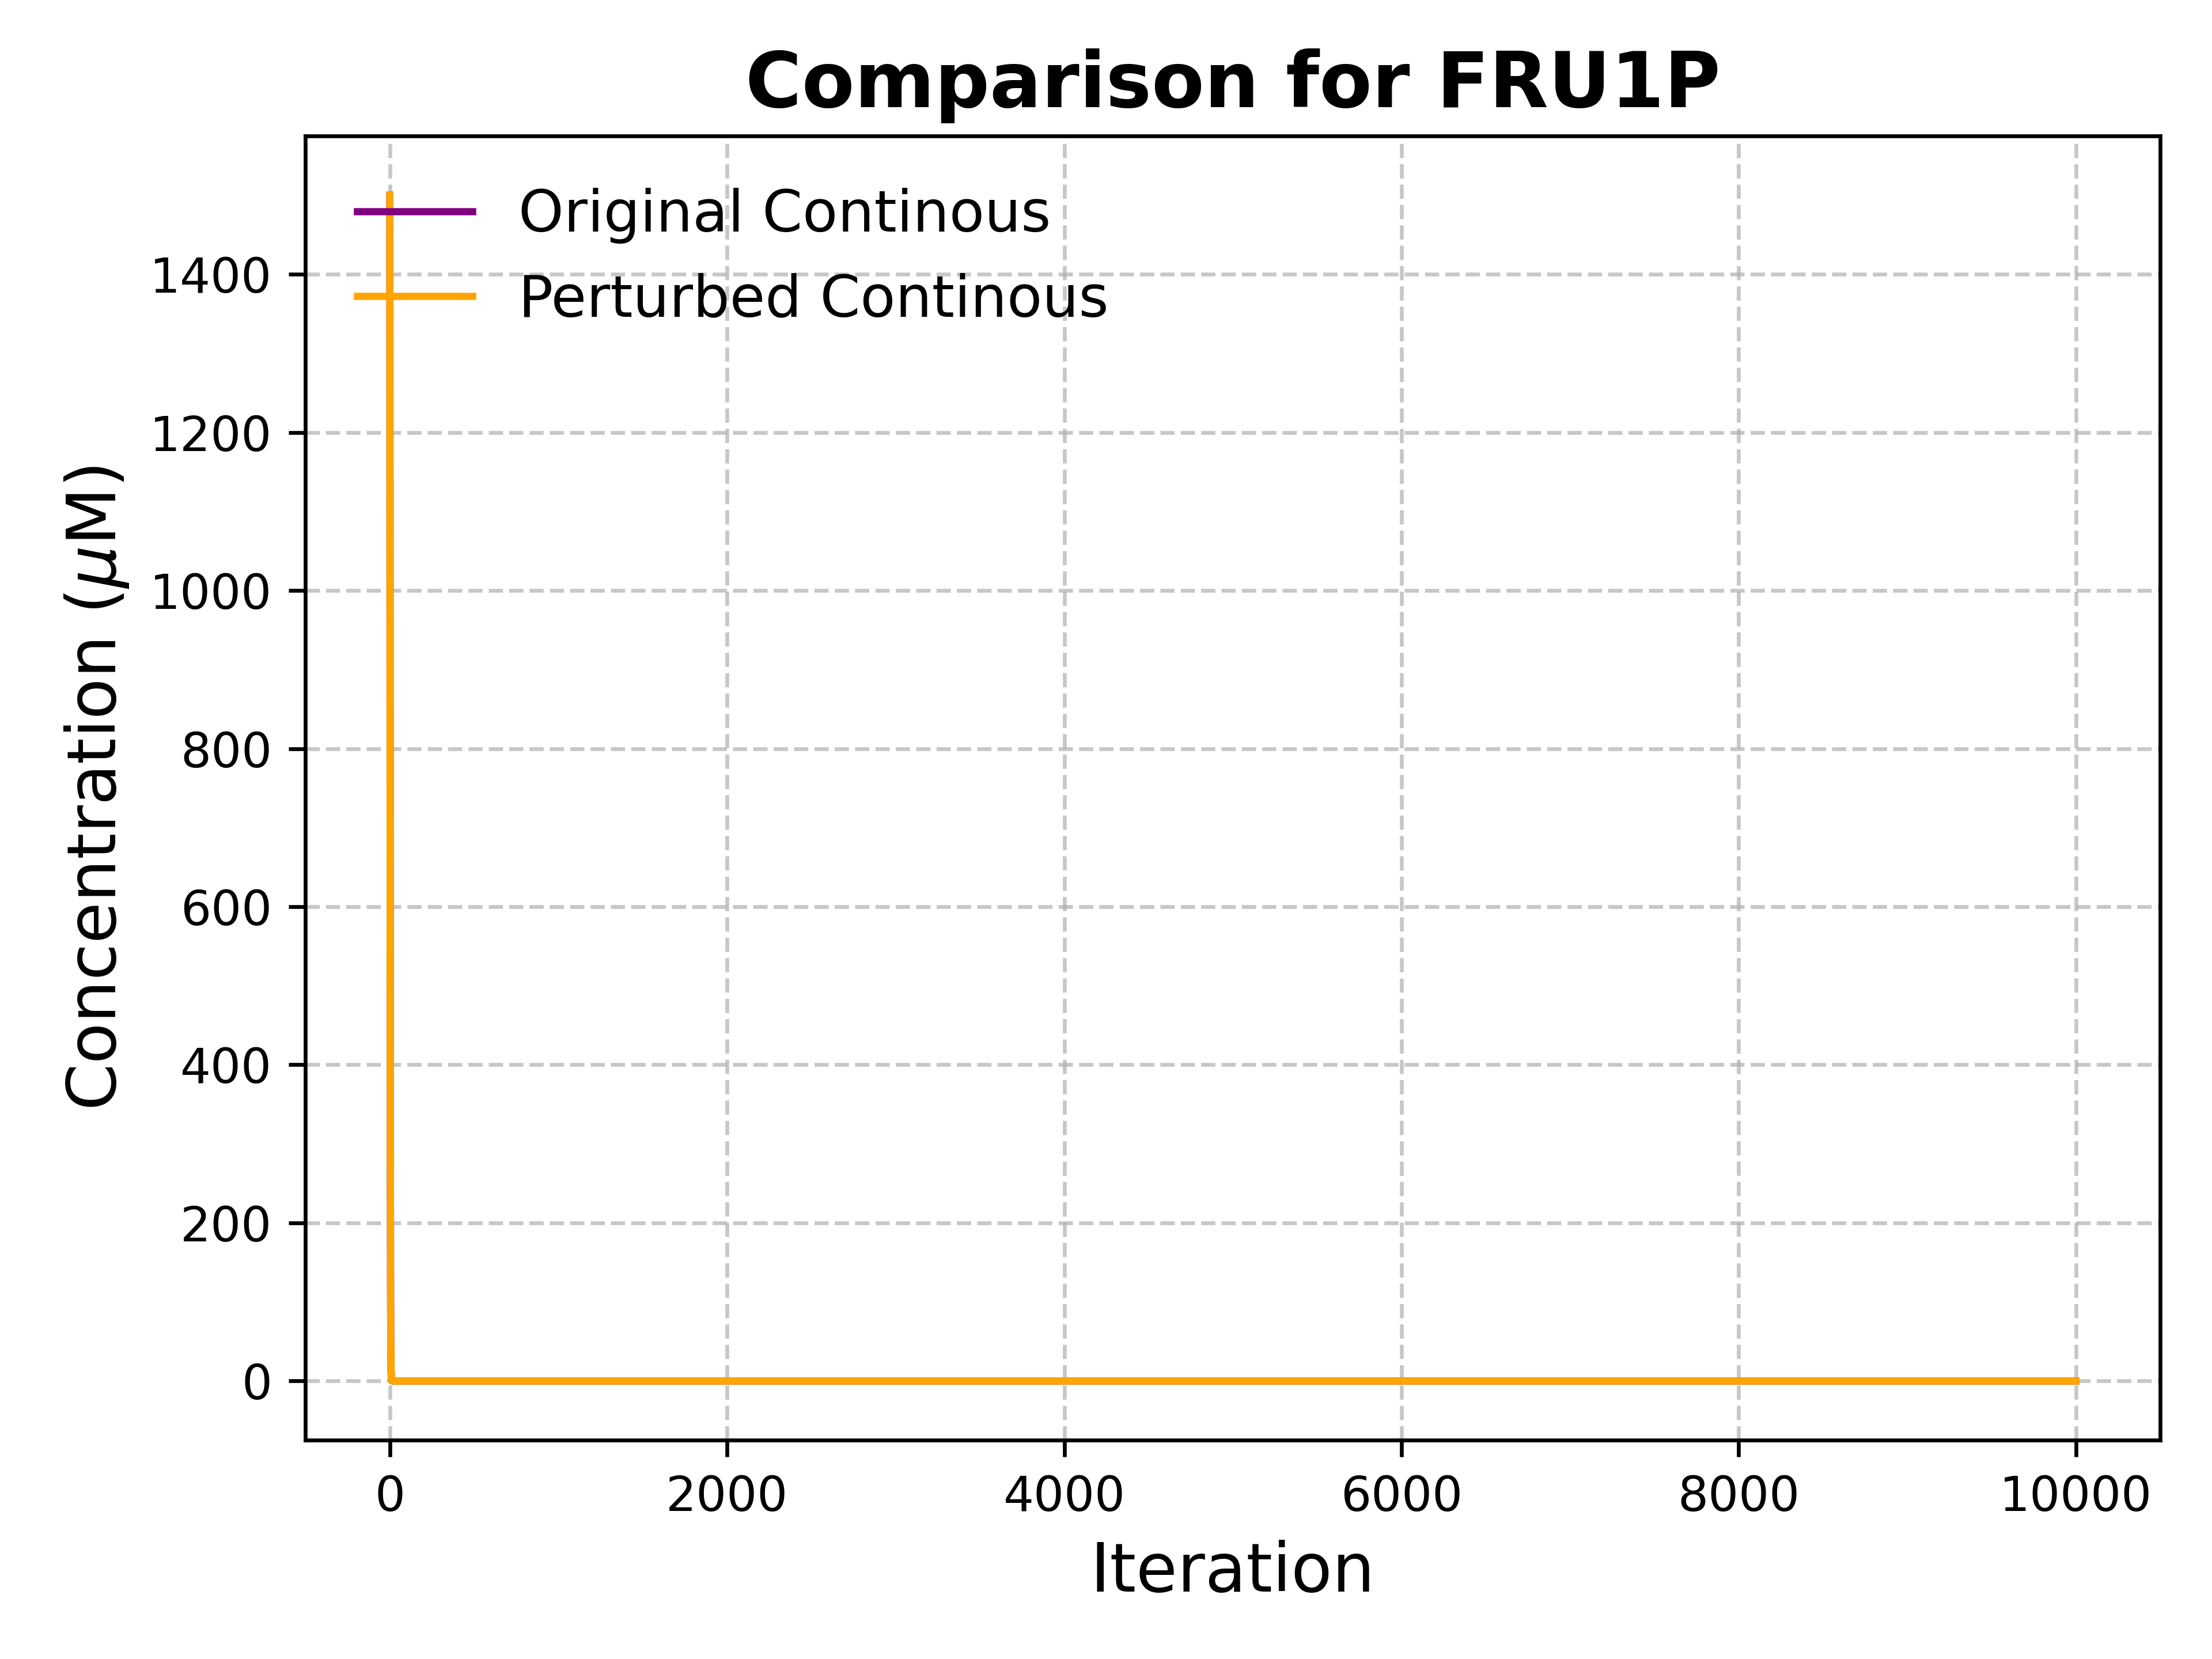 Comparison for FRU1P
Original Continous
Perturbed Continous
Concentration (μM)
1400
1200
1000
800
600
400
200
0
0 2000 4000 6000 8000 10000
Iteration